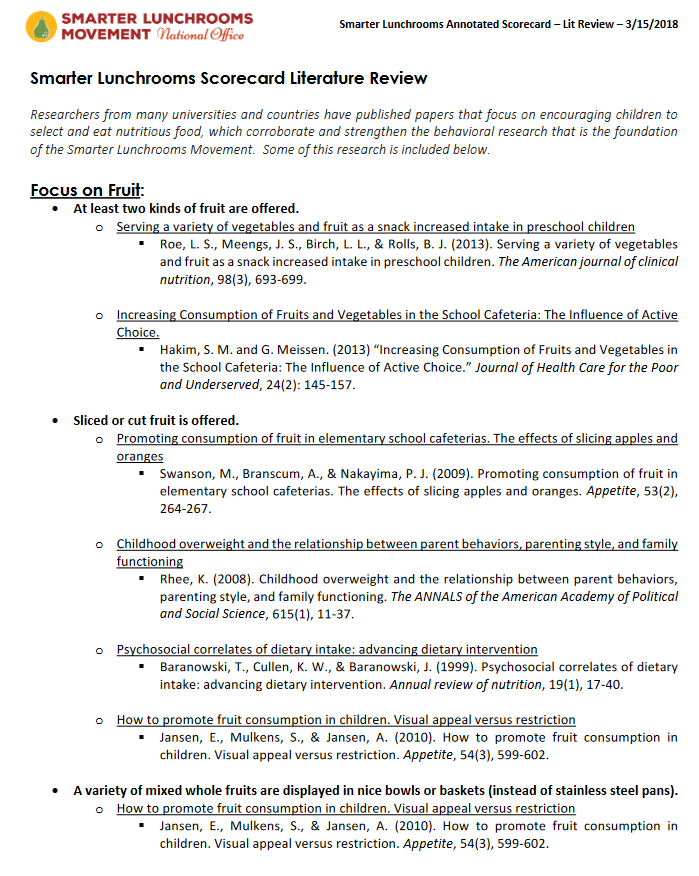 SMARTER LUNCHROOMS
MOVEMENT National Office
Smarter Lunchrooms Annotated Scorecard – Lit Review – 3/15/2018
Smarter Lunchrooms Scorecard Literature Review
Researchers from many universities and countries have published papers that focus on encouraging children to
select and eat nutritious food, which corroborate and strengthen the behavioral research that is the foundation
of the Smarter Lunchrooms Movement.  Some of this research is included below.
Focus on Fruit:
• At least two kinds of fruit are offered.
o Serving a variety of vegetables and fruit as a snack increased intake in preschool children
▪ Roe, L. S., Meengs, J. S., Birch, L. L., & Rolls, B. J. (2013). Serving a variety of vegetables
and fruit as a snack increased intake in preschool children. The American journal of clinical
nutrition, 98(3), 693-699.
o Increasing Consumption of Fruits and Vegetables in the School Cafeteria: The Influence of Active
Choice.
▪ Hakim, S. M. and G. Meissen. (2013) “Increasing Consumption of Fruits and Vegetables in
the School Cafeteria: The Influence of Active Choice.” Journal of Health Care for the Poor
and Underserved, 24(2): 145-157.
• Sliced or cut fruit is offered.
o Promoting consumption of fruit in elementary school cafeterias. The effects of slicing apples and
oranges
▪ Swanson, M., Branscum, A., & Nakayima, P. J. (2009). Promoting consumption of fruit in
elementary school cafeterias. The effects of slicing apples and oranges. Appetite, 53(2),
264-267.
o Childhood overweight and the relationship between parent behaviors, parenting style, and family
functioning
▪ Rhee, K. (2008). Childhood overweight and the relationship between parent behaviors,
parenting style, and family functioning. The ANNALS of the American Academy of Political
and Social Science, 615(1), 11-37.
o Psychosocial correlates of dietary intake: advancing dietary intervention
▪ Baranowski, T., Cullen, K. W., & Baranowski, J. (1999). Psychosocial correlates of dietary
intake: advancing dietary intervention. Annual review of nutrition, 19(1), 17-40.
o How to promote fruit consumption in children. Visual appeal versus restriction
▪ Jansen, E., Mulkens, S., & Jansen, A. (2010). How to promote fruit consumption in
children. Visual appeal versus restriction. Appetite, 54(3), 599-602.
• A variety of mixed whole fruits are displayed in nice bowls or baskets (instead of stainless steel pans).
o How to promote fruit consumption in children. Visual appeal versus restriction
▪ Jansen, E., Mulkens, S., & Jansen, A. (2010). How to promote fruit consumption in
children. Visual appeal versus restriction. Appetite, 54(3), 599-602.